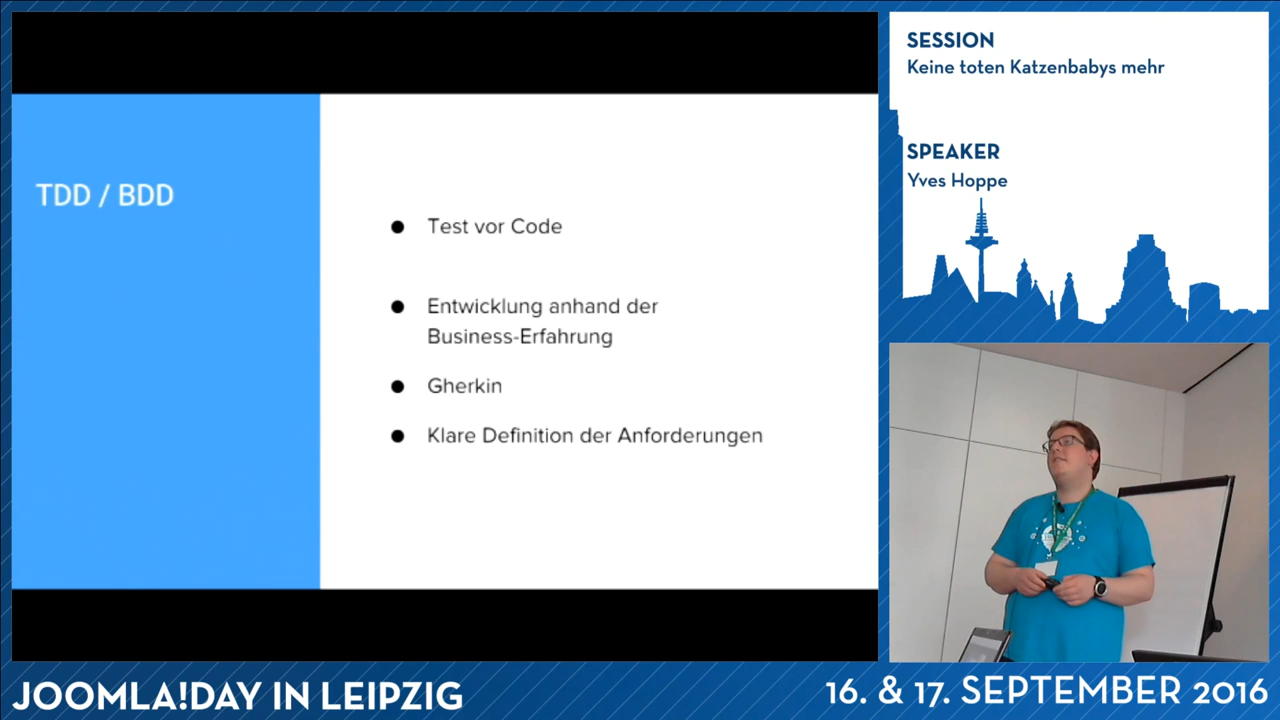 TDD / BDD
● Test vor Code
● Entwicklung anhand der
Business-Erfahrung
● Gherkin
● Klare Definition der Anforderungen
SESSION
Keine toten Katzenbabys mehr
SPEAKER
Yves Hoppe
JOOMLA!DAY IN LEIPZIG
16. & 17. SEPTEMBER 2016